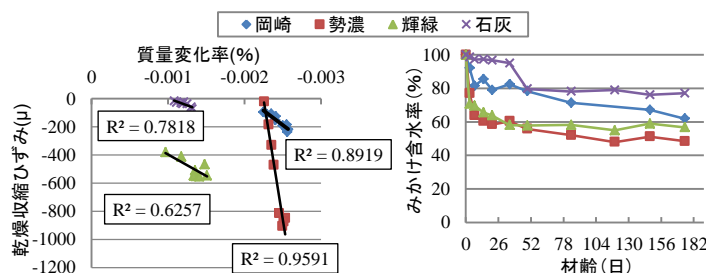 岡崎 勢濃 輝緑 石灰
質量変化率(%)
0 -0.001 -0.002 -0.003
乾燥収縮ひずみ(μ)
0
-200
-400
-600
-800
-1000
-1200
R² = 0.7818
R² = 0.8919
R² = 0.6257
R² = 0.9591
みかけ含水率(%)
100
80
60
40
20
0
0 26 52 78 104 130 156 182
材齢(日)